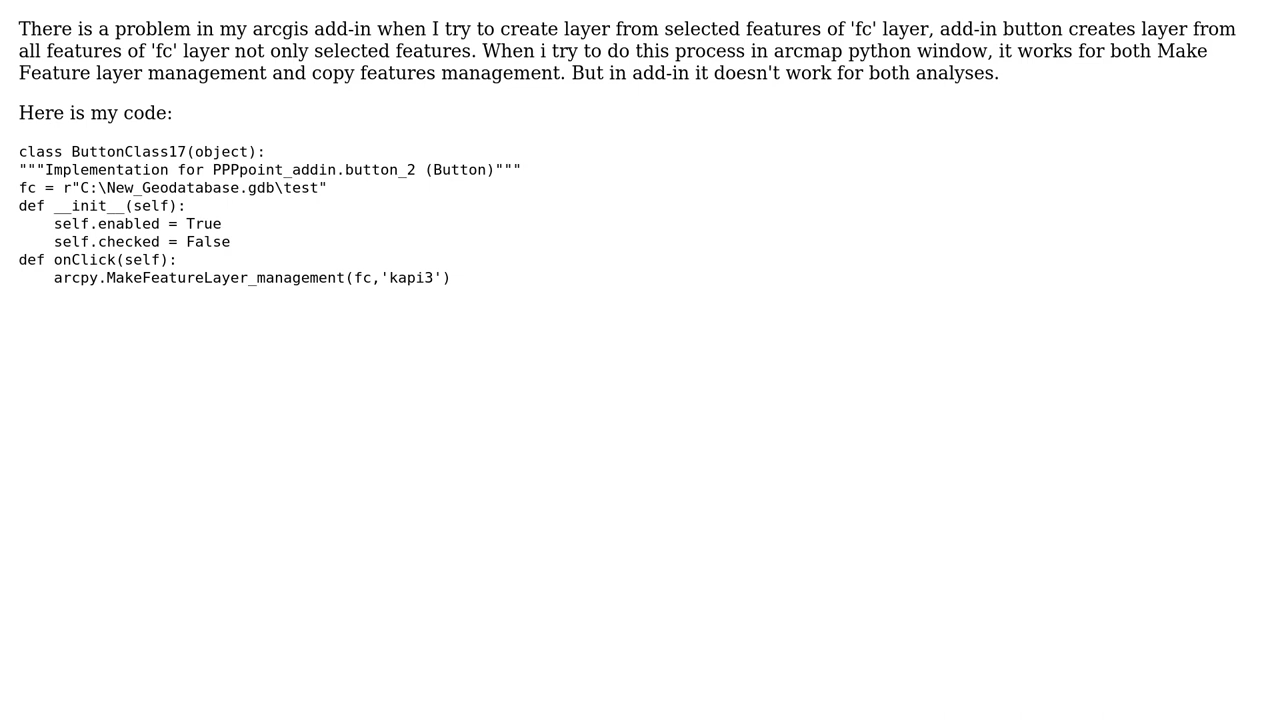 There is a problem in my arcgis add-in when I try to create layer from selected features of 'fc' layer, add-in button creates layer from
all features of 'fc' layer not only selected features. When i try to do this process in arcmap python window, it works for both Make
Feature layer management and copy features management. But in add-in it doesn't work for both analyses.
Here is my code:
class ButtonClass17(object):
"""Implementation for PPPpoint_addin.button_2 (Button)"""
fc = r"C:\New_Geodatabase.gdb\test"
def __init__(self):
    self.enabled = True
    self.checked = False
def onClick(self):
    arcpy.MakeFeatureLayer_management(fc,'kapi3')